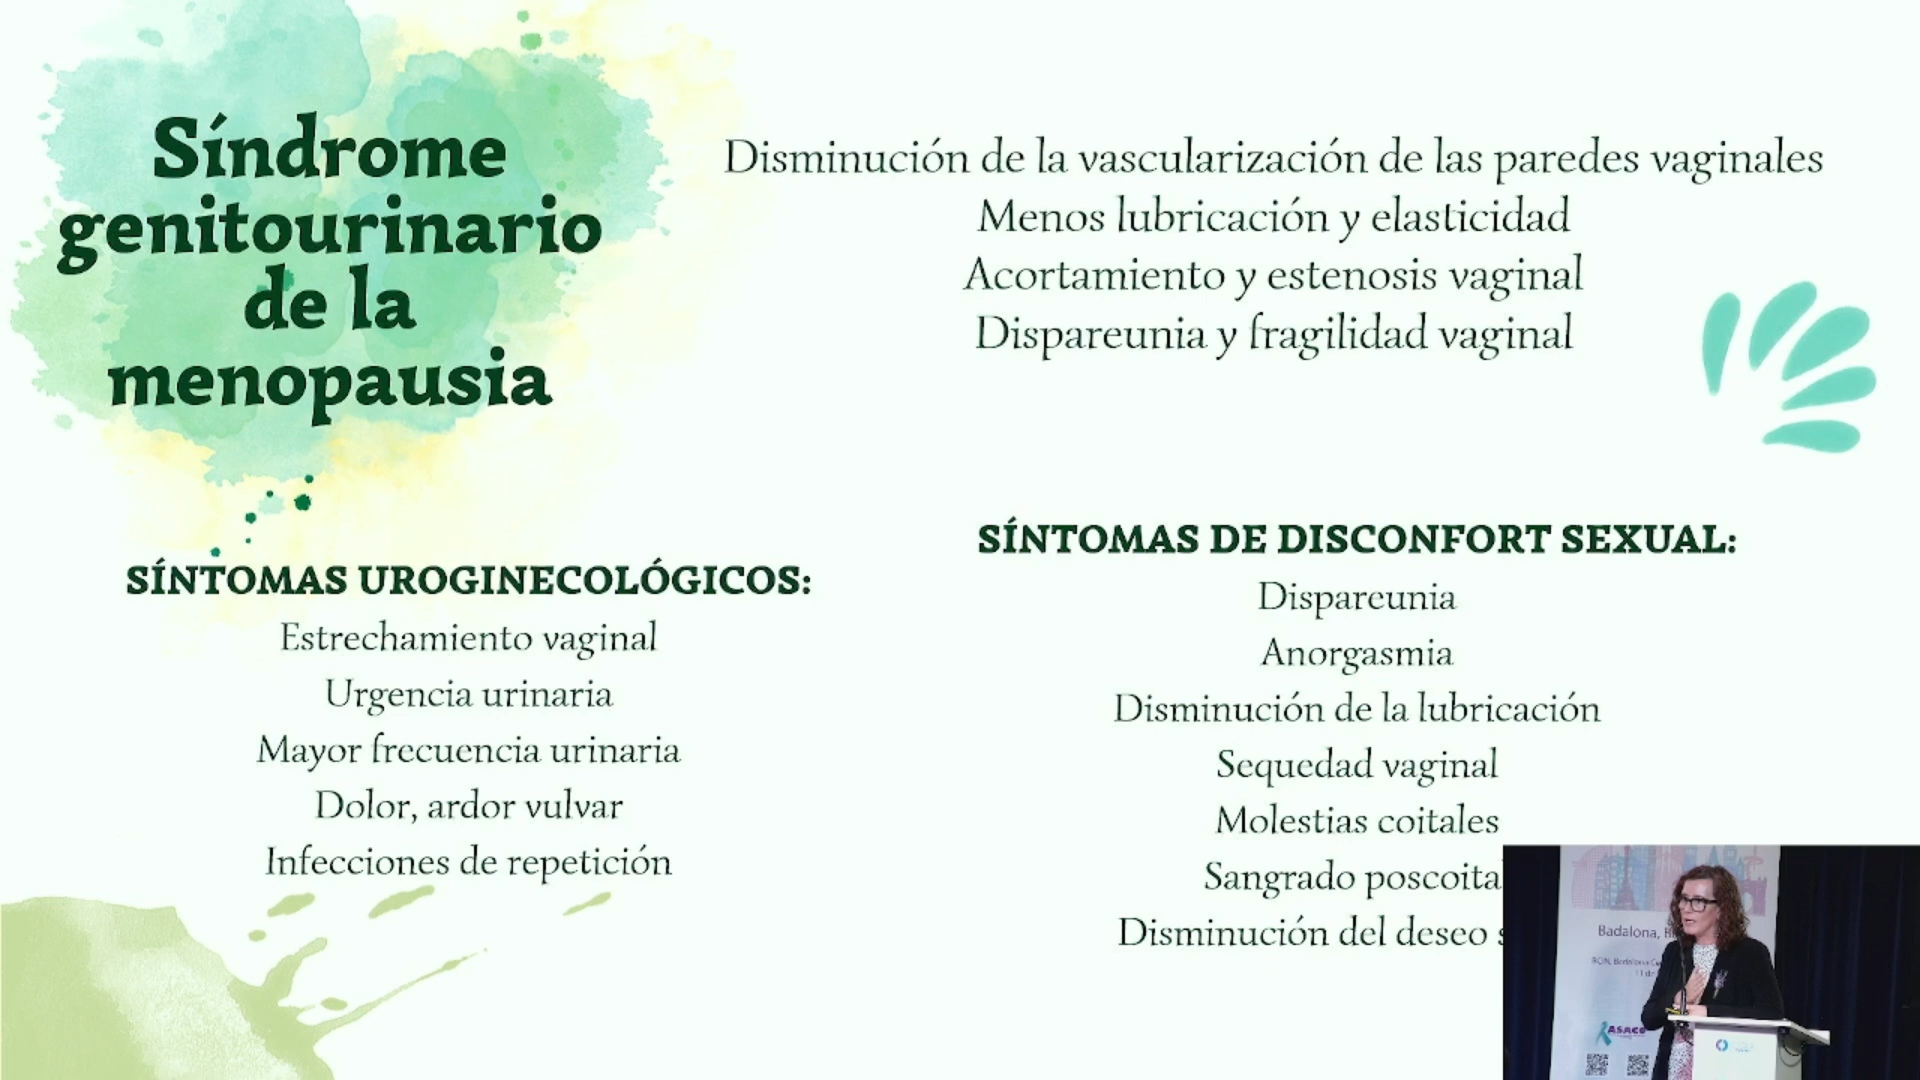 Síndrome
genitourinario
de la
menopausia
Disminución de la vascularización de las paredes vaginales
Menos lubricación y elasticidad
Acortamiento y estenosis vaginal
Dispareunia y fragilidad vaginal
SÍNTOMAS UROGINECOLÓGICOS:
Estrechamiento vaginal
Urgencia urinaria
Mayor frecuencia urinaria
Dolor, ardor vulvar
Infecciones de repetición
SÍNTOMAS DE DISCONFORT SEXUAL:
Dispareunia
Anorgasmia
Disminución de la lubricación
Sequedad vaginal
Molestias coitales
Sangrado poscoita
Disminución del deseo
Badalona,
ASACO